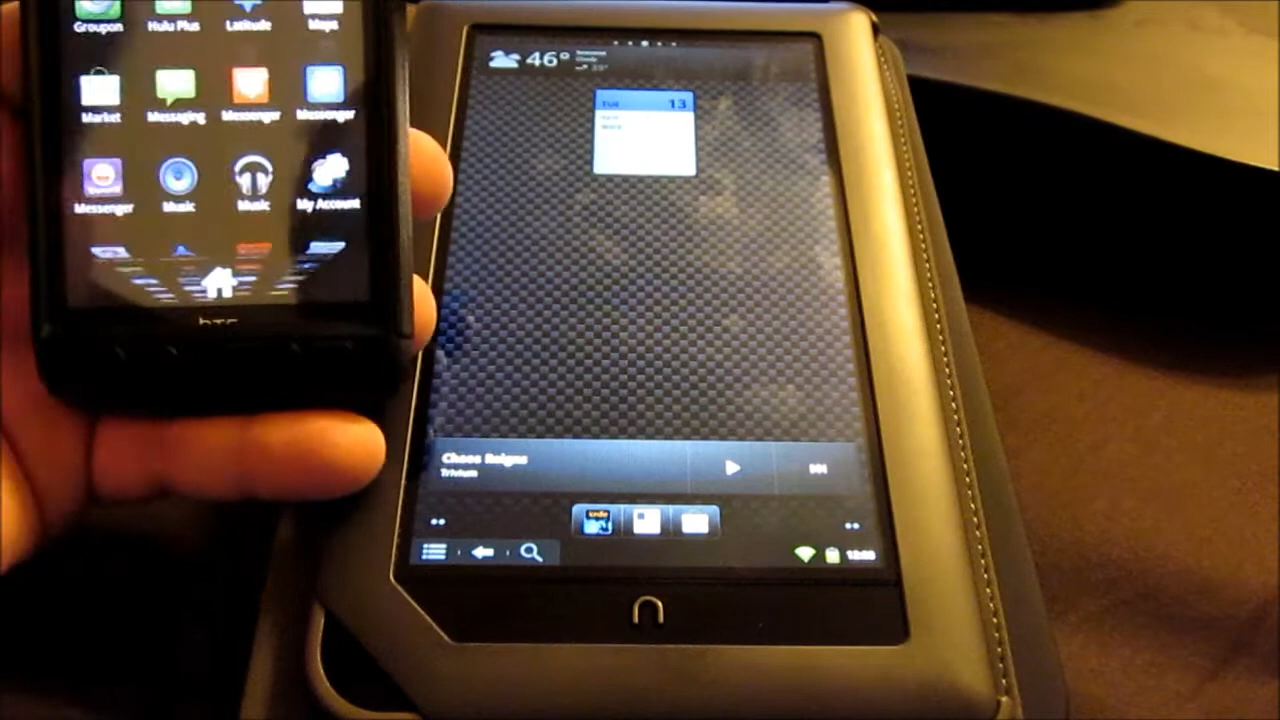 Groupon Hulu Plus Latitude Maps
Market Messaging Messenger Messenger
Messenger Music Music My Account
hTC
46°
Tue 13
Chaos Reigns
Trivium
kindle